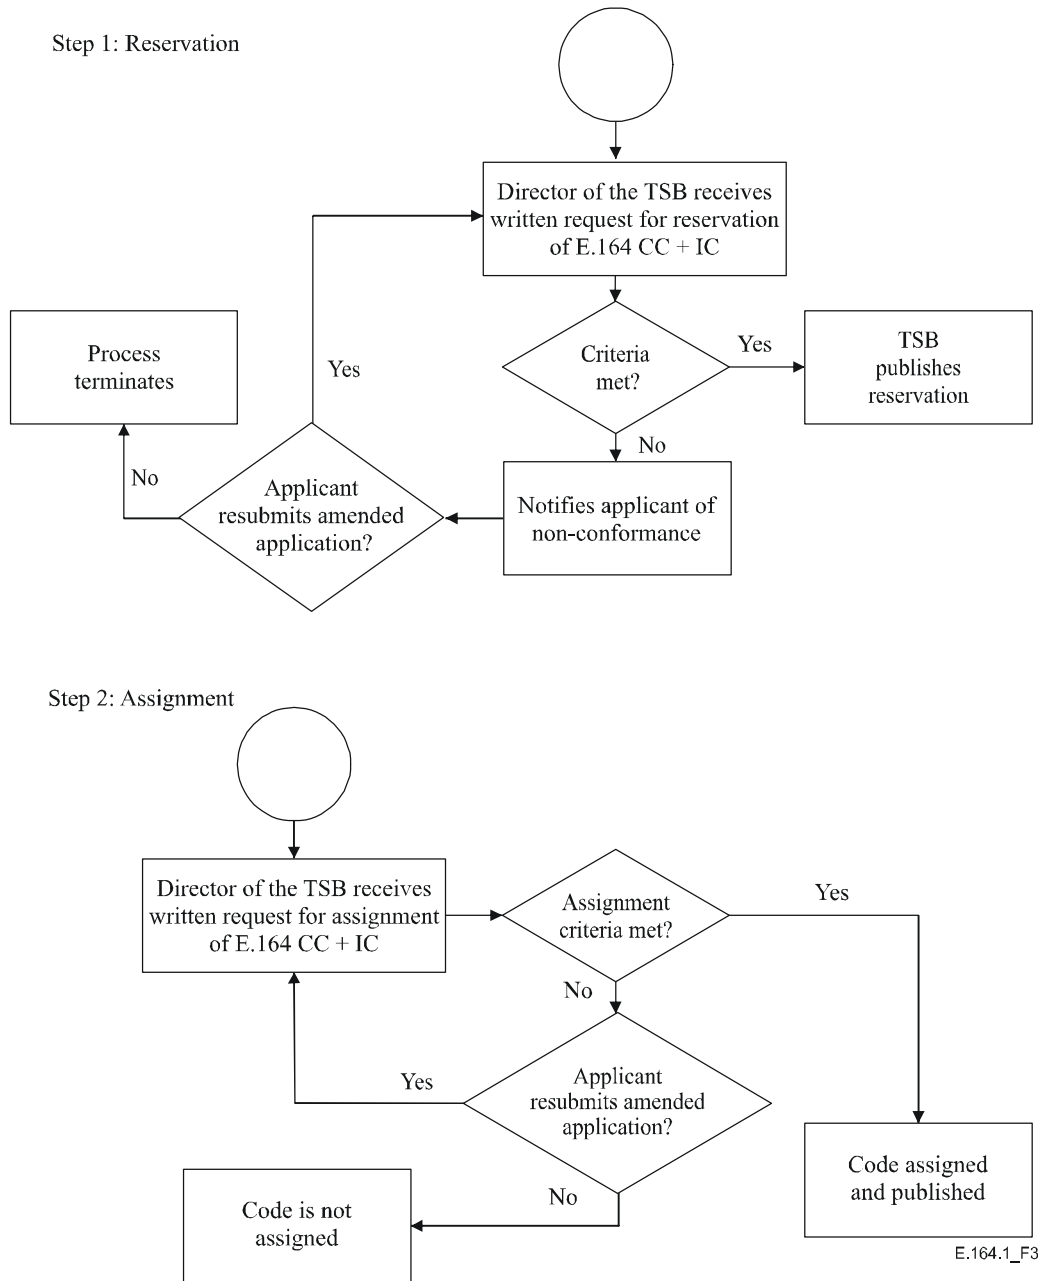 Step 1: Reservation
Director of the TSB receives
written request for reservation
of E.164 CC + IC
Criteria
met?
Yes
TSB
publishes
reservation
No
Notifies applicant of
non-conformance
Applicant
resubmits amended
application?
Yes
No
Process
terminates
Step 2: Assignment
Director of the TSB receives
written request for assignment
of E.164 CC + IC
Assignment
criteria met?
Yes
No
Applicant
resubmits amended
application?
Yes
No
Code is not
assigned
Code assigned
and published
E.164.1_F3